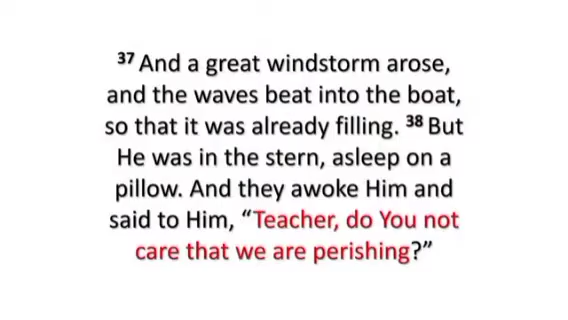 37 And a great windstorm arose,
and the waves beat into the boat,
so that it was already filling. 38 But
He was in the stern, asleep on a
pillow. And they awoke Him and
said to Him, “Teacher, do You not
care that we are perishing?”